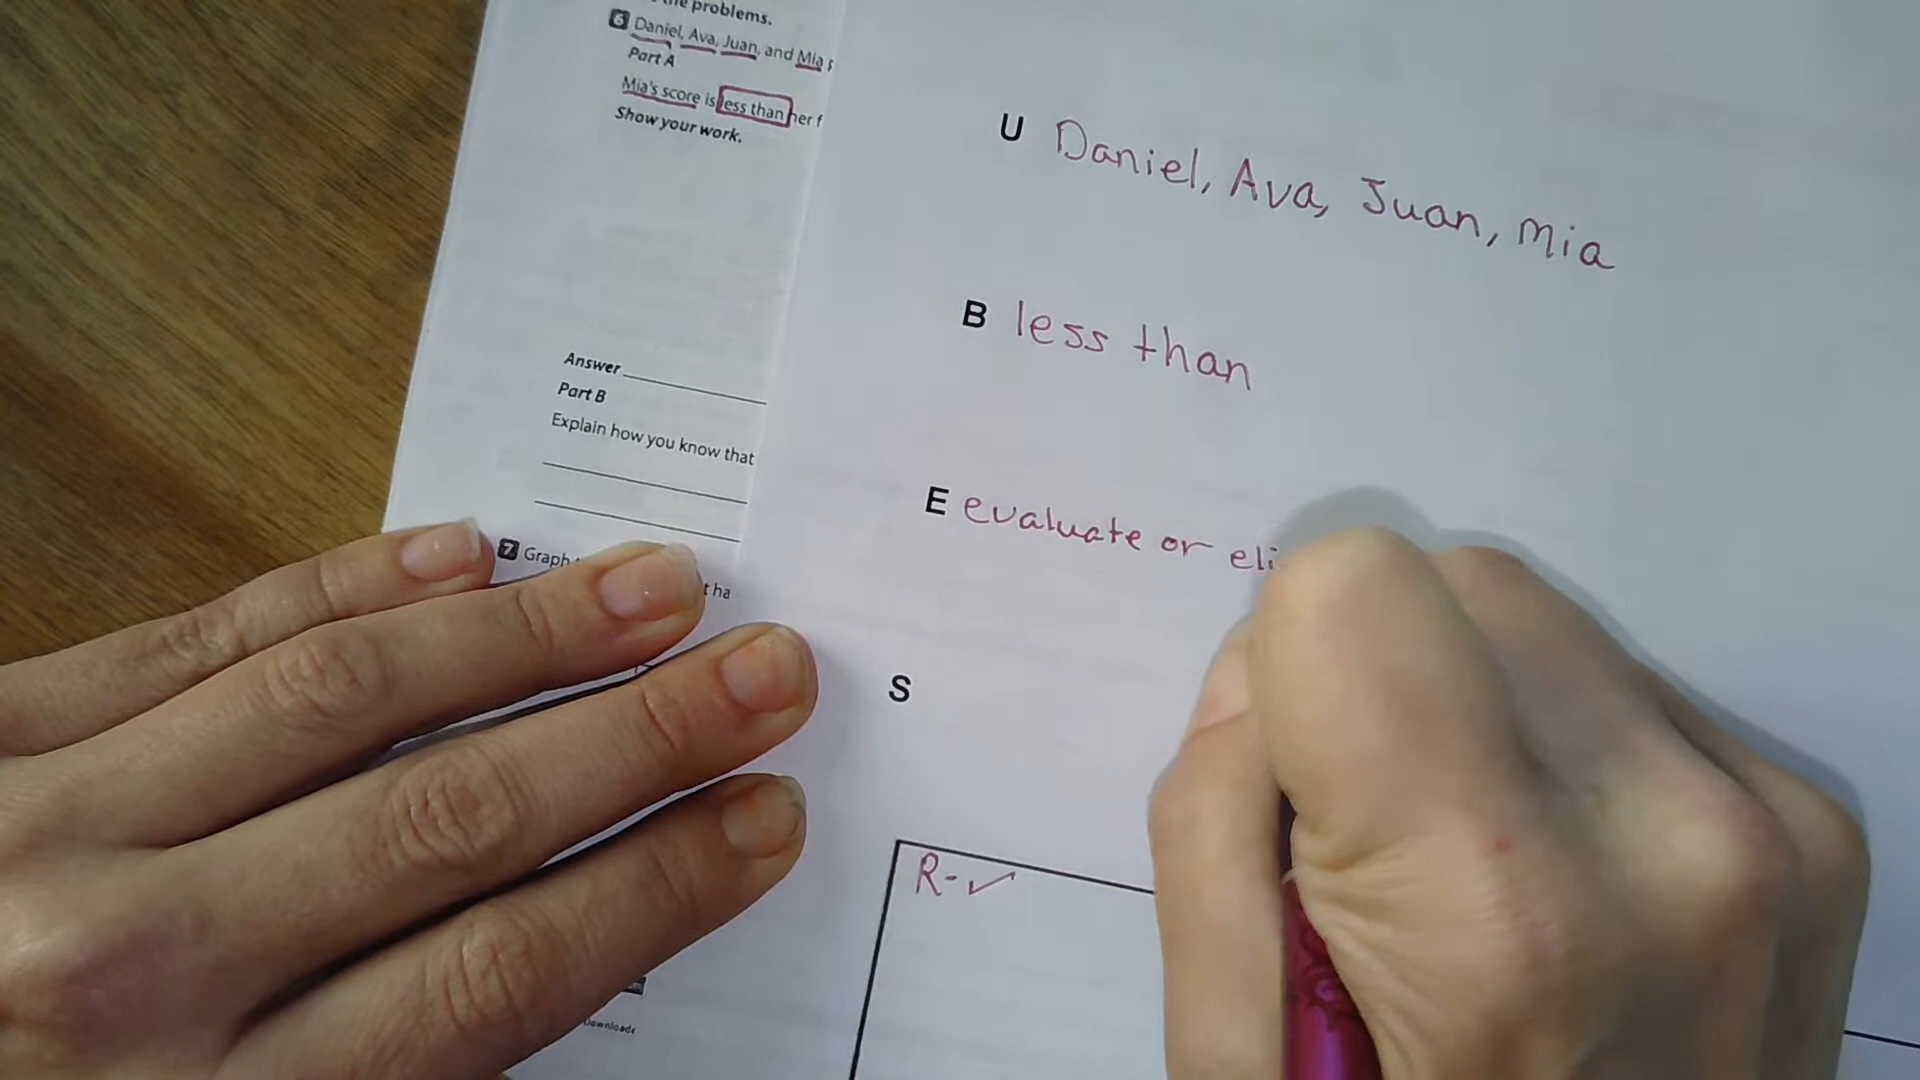 the problems.
6 Daniel, Ava, Juan, and Mia
Part A
Mia's score is less than her
Show your work.
Answer
Part B
Explain how you know that
7 Graph
U Daniel, Ava, Juan, Mia
B less than
E evaluate or eli
S
R-✓